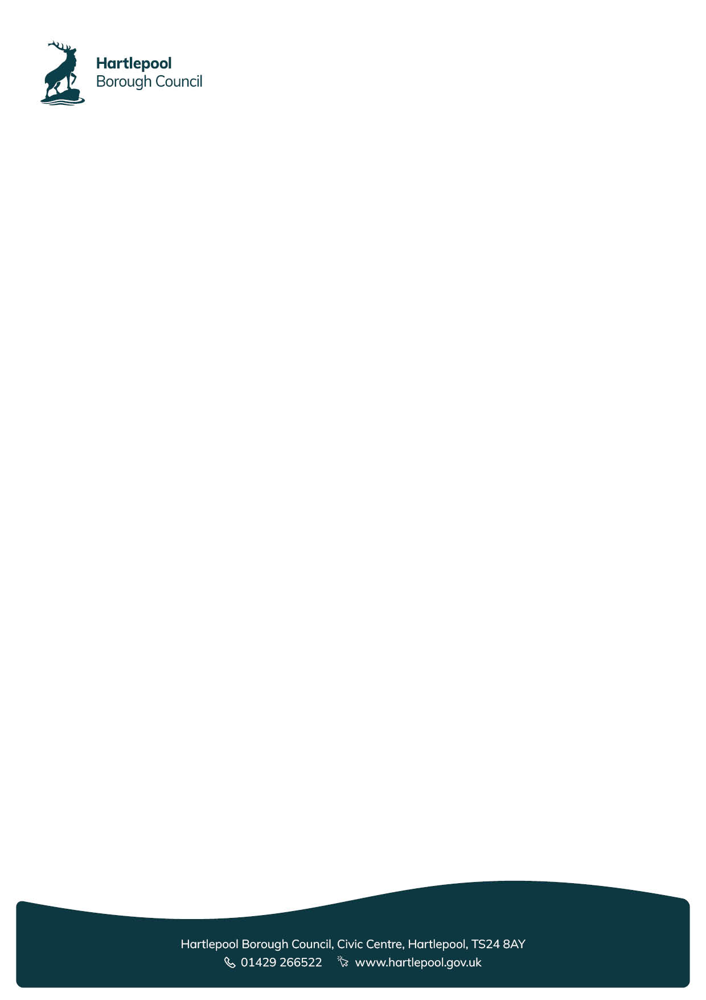 Hartlepool
Borough Council
Hartlepool Borough Council, Civic Centre, Hartlepool, TS24 8AY
01429 266522 www.hartlepool.gov.uk